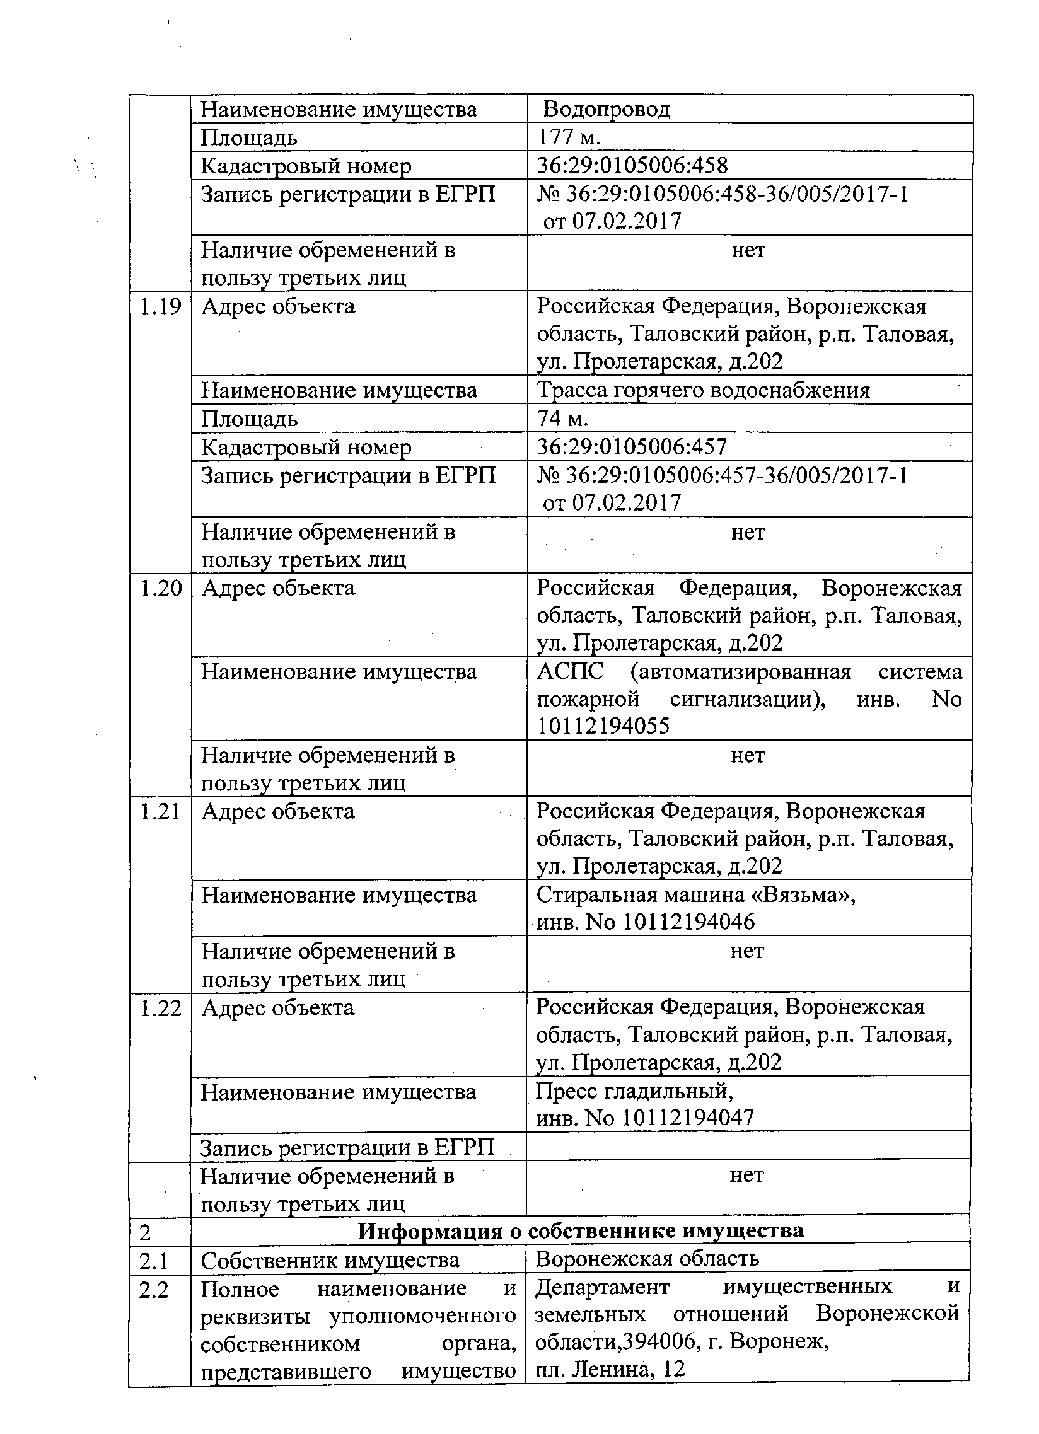 Наименование имущества Водопровод
Площадь 177 м.
Кадастровый номер 36:29:0105006:458
Запись регистрации в ЕГРП № 36:29:0105006:458-36/005/2017-1
от 07.02.2017
Наличие обременений в нет
пользу третьих лиц
1.19 Адрес объекта Российская Федерация, Воронежская
область, Таловский район, р.п. Таловая,
ул. Пролетарская, д.202
Наименование имущества Трасса горячего водоснабжения
Площадь 74 м.
Кадастровый номер 36:29:0105006:457
Запись регистрации в ЕГРП № 36:29:0105006:457-36/005/2017-1
от 07.02.2017
Наличие обременений в нет
пользу третьих лиц
1.20 Адрес объекта Российская Федерация, Воронежская
область, Таловский район, р.п. Таловая,
ул. Пролетарская, д.202
Наименование имущества АСПС (автоматизированная система
пожарной сигнализации), инв. No
10112194055
Наличие обременений в нет
пользу третьих лиц
1.21 Адрес объекта Российская Федерация, Воронежская
область, Таловский район, р.п. Таловая,
ул. Пролетарская, д.202
Наименование имущества Стиральная машина «Вязьма»,
инв. No 10112194046
Наличие обременений в нет
пользу третьих лиц
1.22 Адрес объекта Российская Федерация, Воронежская
область, Таловский район, р.п. Таловая,
ул. Пролетарская, д.202
Наименование имущества Пресс гладильный,
инв. No 10112194047
Запись регистрации в ЕГРП
Наличие обременений в нет
пользу третьих лиц
2 Информация о собственнике имущества
2.1 Собственник имущества Воронежская область
2.2 Полное наименование и Департамент имущественных и
реквизиты уполномоченного земельных отношений Воронежской
собственником органа, области,394006, г. Воронеж,
представившего имущество пл. Ленина, 12